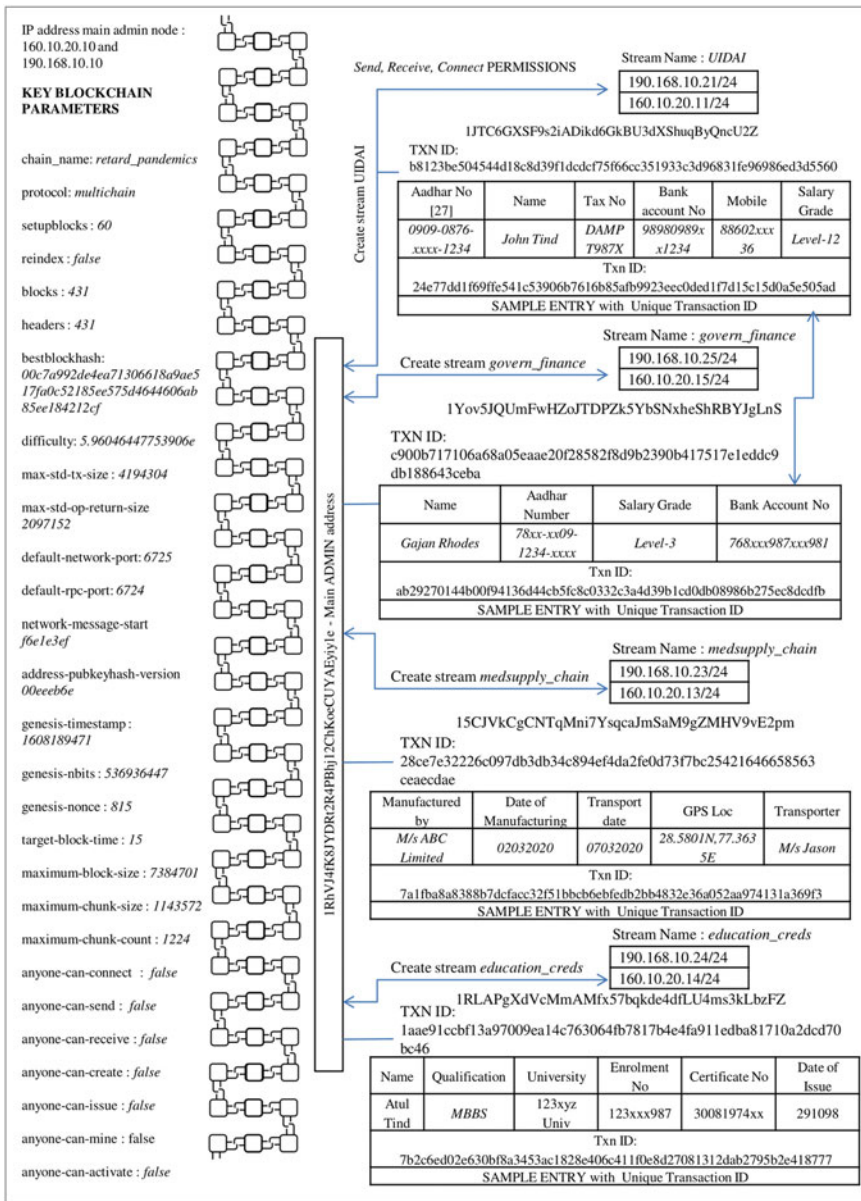 IP address main admin node :
160.10.20.10 and
190.168.10.10
KEY BLOCKCHAIN
PARAMETERS
chain_name: retard_pandemics
protocol: multichain
setupblocks : 60
reindex : false
blocks : 431
headers : 431
bestblockhash:
00c7a992de4ea71306618a9ae5
17fa0c52185ee575d4644606ab
85ee184212cf
difficulty: 5.96046447753906e
max-std-tx-size : 4194304
max-std-op-return-size
2097152
default-network-port: 6725
default-rpc-port: 6724
network-message-start
f6e1e3ef
address-pubkeyhash-version
00eeeb6e
genesis-timestamp :
1608189471
genesis-nbits : 536936447
genesis-nonce : 815
target-block-time : 15
maximum-block-size : 7384701
maximum-chunk-size : 1143572
maximum-chunk-count : 1224
anyone-can-connect : false
anyone-can-send : false
anyone-can-receive : false
anyone-can-create : false
anyone-can-issue : false
anyone-can-mine : false
anyone-can-activate : false
1RhVJ4fK8JYDRt2R4PBhj12ChKoeCUYAEyiy1e - Main ADMIN address
Send, Receive, Connect PERMISSIONS
Create stream UIDAI
Stream Name : UIDAI
190.168.10.21/24
160.10.20.11/24
1JTC6GXSF9s2iADikd6GkBU3dXShuqByQncU2Z
TXN ID:
b8123be504544d18c8d39f1dcdcf75f66cc351933c3d96831fe96986ed3d5560
Aadhar No [27] Name Tax No Bank account No Mobile Salary Grade
0909-0876-xxxx-1234 John Tind DAMP T987X 98980989x x1234 88602xxx 36 Level-12
Txn ID:
24e77dd1f69ffe541c53906b7616b85afb9923eec0ded1f7d15c15d0a5e505ad
SAMPLE ENTRY with Unique Transaction ID
Create stream govern_finance
Stream Name : govern_finance
190.168.10.25/24
160.10.20.15/24
1Yov5JQUmFwHZoJTDPZk5YbSNxheShRBYJgLnS
TXN ID:
c900b717106a68a05eaae20f28582f8d9b2390b417517e1eddc9
db188643ceba
Name Aadhar Number Salary Grade Bank Account No
Gajan Rhodes 78xx-xx09-1234-xxxx Level-3 768xxx987xxx981
Txn ID:
ab29270144b00f94136d44cb5fc8c0332c3a4d39b1cd0db08986b275ec8dcdfb
SAMPLE ENTRY with Unique Transaction ID
Create stream medsupply_chain
Stream Name : medsupply_chain
190.168.10.23/24
160.10.20.13/24
15CJVkCgCNTqMni7YsqcaJmSaM9gZMHV9vE2pm
TXN ID:
28ce7e32226c097db3db34c894ef4da2fe0d73f7bc25421646658563
ceaecdae
Manufactured by Date of Manufacturing Transport date GPS Loc Transporter
M/s ABC Limited 02032020 07032020 28.5801N,77.363 5E M/s Jason
Txn ID:
7a1fba8a8388b7dcfacc32f51bbcb6ebfedb2bb4832e36a052aa974131a369f3
SAMPLE ENTRY with Unique Transaction ID
Create stream education_creds
Stream Name : education_creds
190.168.10.24/24
160.10.20.14/24
1RLAPgXdVcMmAMfx57bqkde4dfLU4ms3kLbzFZ
TXN ID:
1aae91ccbf13a97009ea14c763064fb7817b4e4fa911edba81710a2dcd70
bc46
Name Qualification University Enrolment No Certificate No Date of Issue
Atul Tind MBBS 123xyz Univ 123xxx987 30081974xx 291098
Txn ID:
7b2c6ed02e630bf8a3453ac1828e406c411f0e8d27081312dab2795b2e418777
SAMPLE ENTRY with Unique Transaction ID